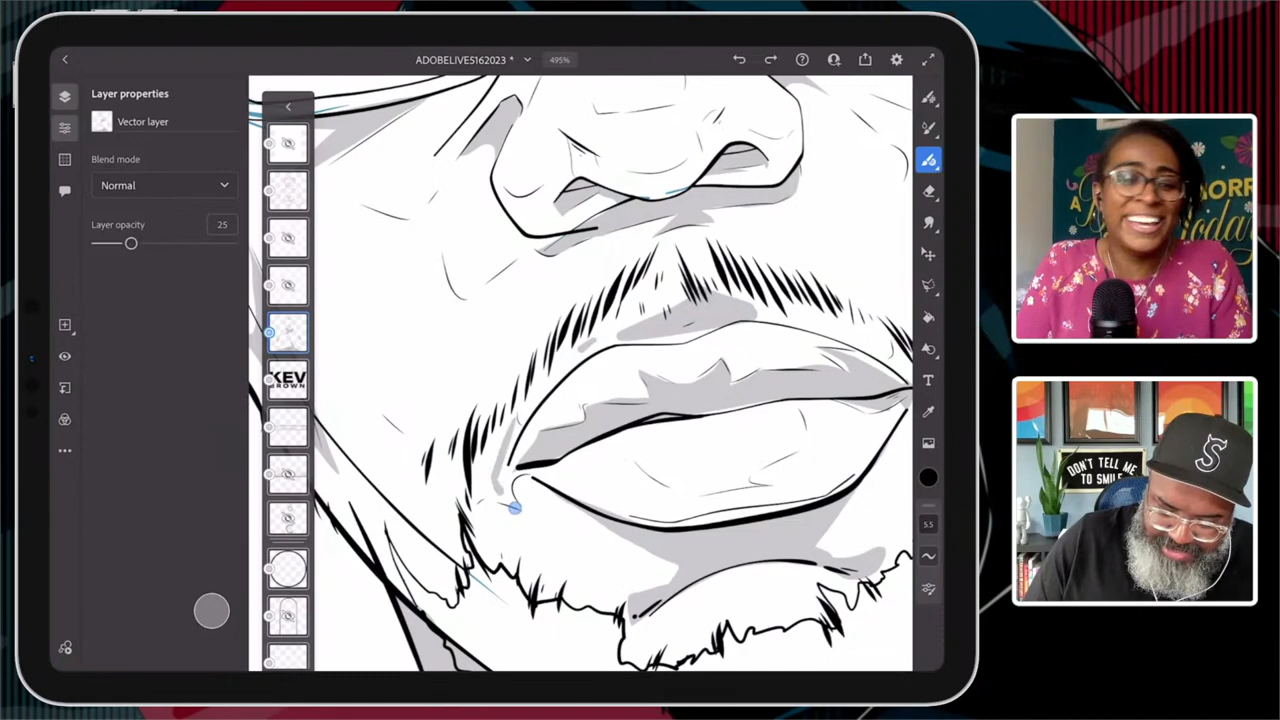 ADOBELIVE5162023 *
495%
Layer properties
Vector layer
Blend mode
Normal
Layer opacity
25
KEV
BROWN
T
5.5
A
MORR
DON'T TELL ME
TO SMILE
S